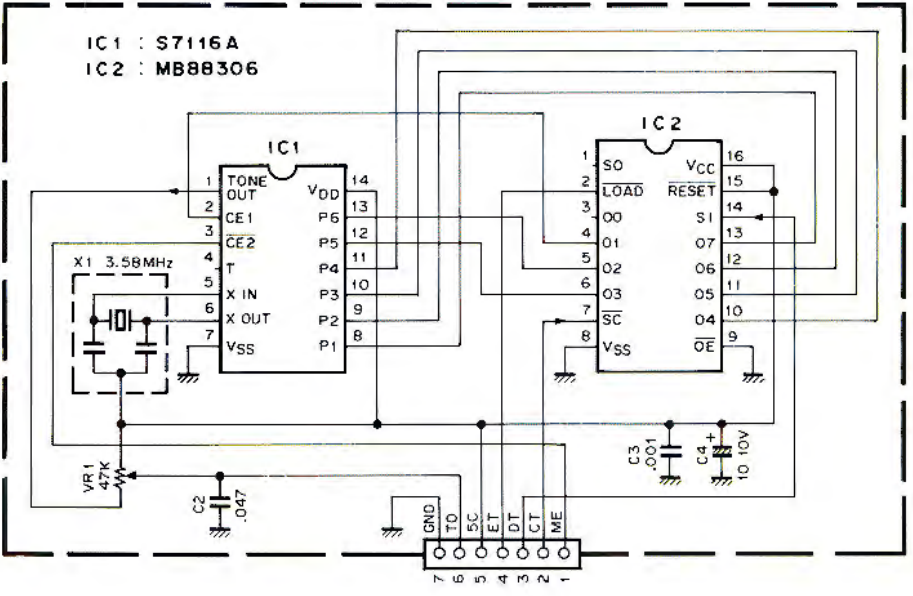 IC1 : S7116A
IC2 : MB88306
IC1
IC2
1 TONE OUT
2 CE1
3 CE2
4 T
5 X IN
6 X OUT
7 VSS
14 VDD
13 P6
12 P5
11 P4
10 P3
9 P2
8 P1
1 SO
2 LOAD
3 O0
4 O1
5 O2
6 O3
7 SC
8 VSS
16 VCC
15 RESET
14 SI
13 O7
12 O6
11 O5
10 O4
9 OE
X1 3.58MHz
VR1
47K
C2
.047
C3
.001
C4 +
10 10V
GND
TO
5C
ET
DT
CT
ME
7 6 5 4 3 2 1